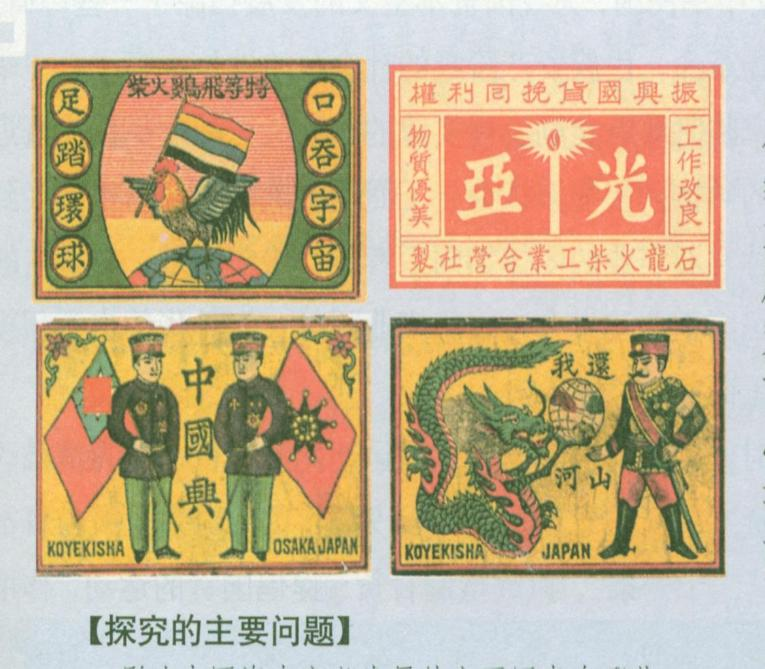 特等飛鷄火柴
口吞宇宙
足踏環球
振興國貨挽囘利權
工作改良
光亞
物質優美
石龍火柴工業合營社製
中國興
KOYEKISHA
OSAKA JAPAN
還我
山河
KOYEKISHA JAPAN
【探究的主要问题】